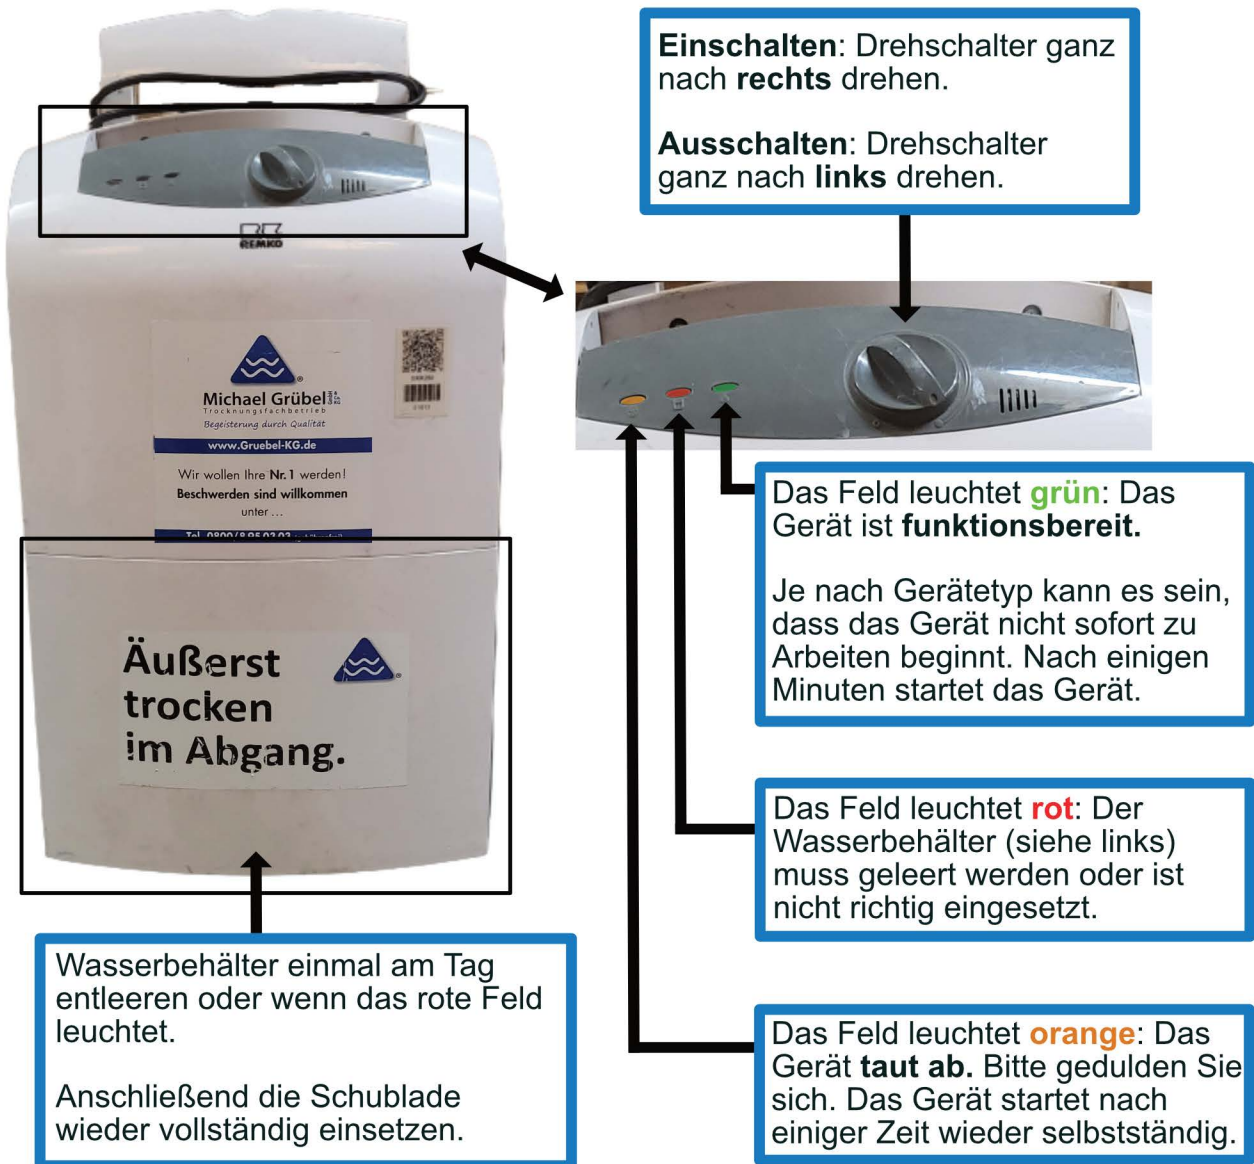 Einschalten: Drehschalter ganz
nach rechts drehen.
Ausschalten: Drehschalter
ganz nach links drehen.
REMKO
Michael Grübel
Trocknungsfachbetrieb
Begeisterung durch Qualität
www.Gruebel-KG.de
Wir wollen Ihre Nr. 1 werden!
Beschwerden sind willkommen
unter ...
Tel. 0800/8 95 03 03
Äußerst
trocken
im Abgang.
Das Feld leuchtet grün: Das
Gerät ist funktionsbereit.
Je nach Gerätetyp kann es sein,
dass das Gerät nicht sofort zu
Arbeiten beginnt. Nach einigen
Minuten startet das Gerät.
Das Feld leuchtet rot: Der
Wasserbehälter (siehe links)
muss geleert werden oder ist
nicht richtig eingesetzt.
Wasserbehälter einmal am Tag
entleeren oder wenn das rote Feld
leuchtet.
Anschließend die Schublade
wieder vollständig einsetzen.
Das Feld leuchtet orange: Das
Gerät taut ab. Bitte gedulden Sie
sich. Das Gerät startet nach
einiger Zeit wieder selbstständig.